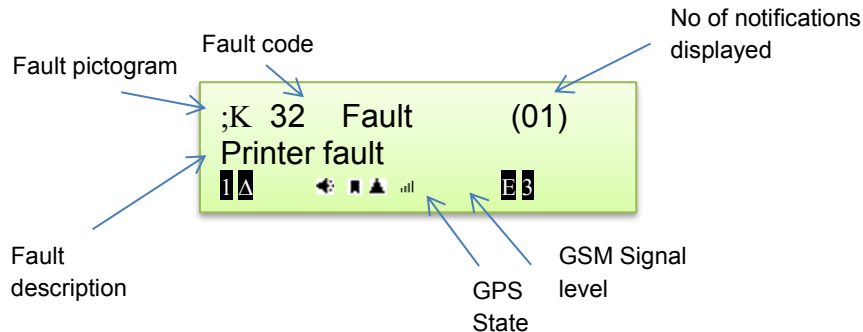 No of notifications
displayed
Fault code
Fault pictogram
;K 32 Fault (01)
Printer fault
1 Δ E 3
Fault
description
GPS
State
GSM Signal
level